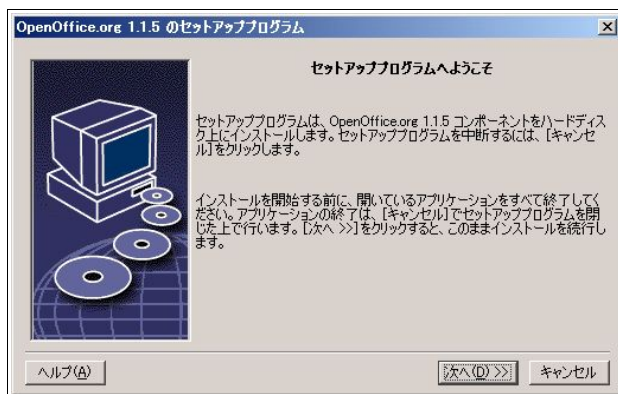 OpenOffice.org 1.1.5 のセットアッププログラム
セットアッププログラムへようこそ
セットアッププログラムは、OpenOffice.org 1.1.5 コンポーネントをハードディス
ク上にインストールします。セットアッププログラムを中断するには、[キャンセ
ル]をクリックします。
インストールを開始する前に、開いているアプリケーションをすべて終了してく
ださい。アプリケーションの終了は、[キャンセル]でセットアッププログラムを閉
じた上で行います。[次へ >>]をクリックすると、このままインストールを続行し
ます。
ヘルプ(A)
次へ(D) >>
キャンセル